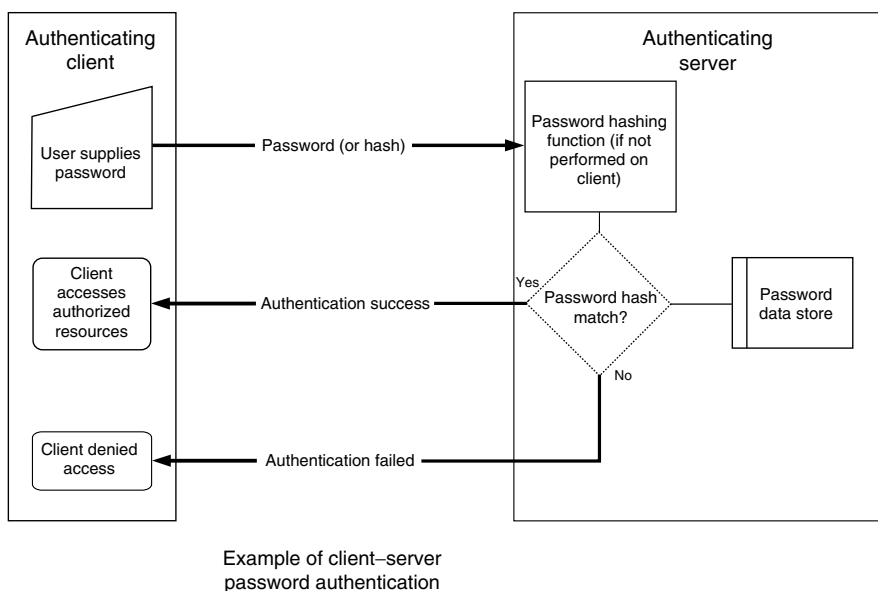 Authenticating
client
Authenticating
server
User supplies
password
Password (or hash)
Password hashing
function (if not
performed on
client)
Client
accesses
authorized
resources
Authentication success
Yes
Password hash
match?
Password
data store
No
Client denied
access
Authentication failed
Example of client–server
password authentication